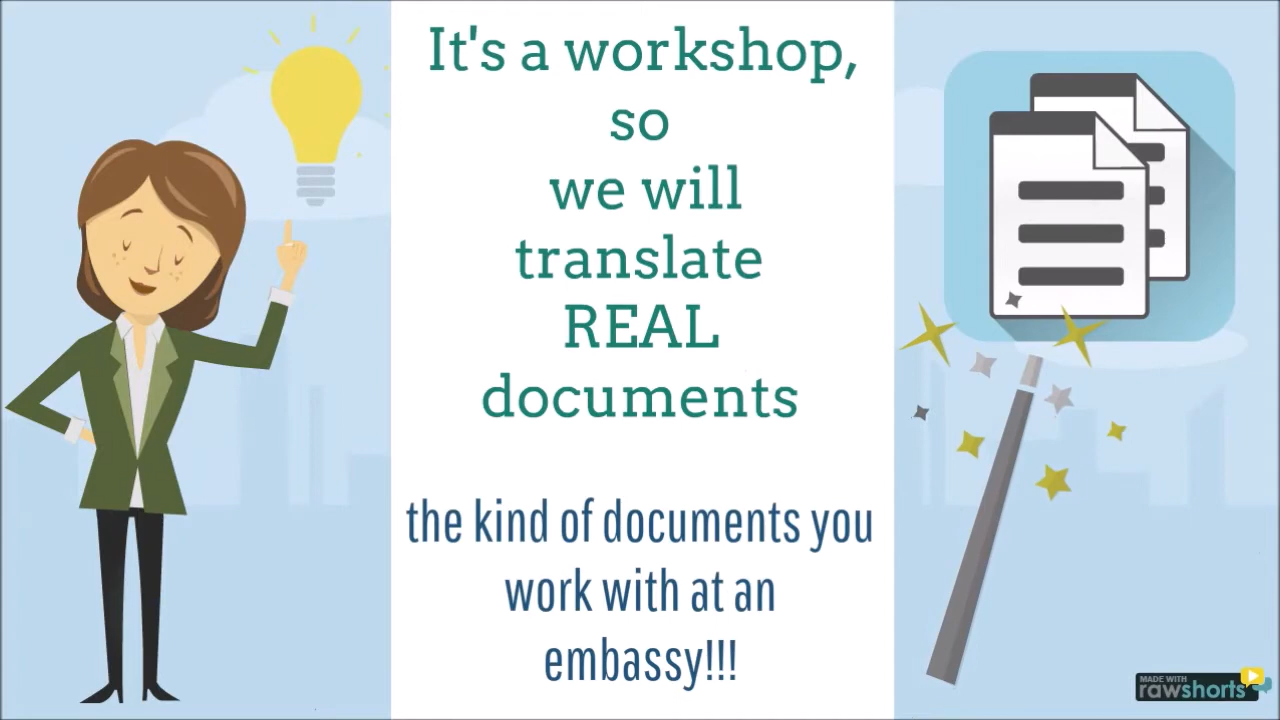 It's a workshop,
so
we will
translate
REAL
documents
the kind of documents you
work with at an
embassy!!!
MADE WITH
rawshorts